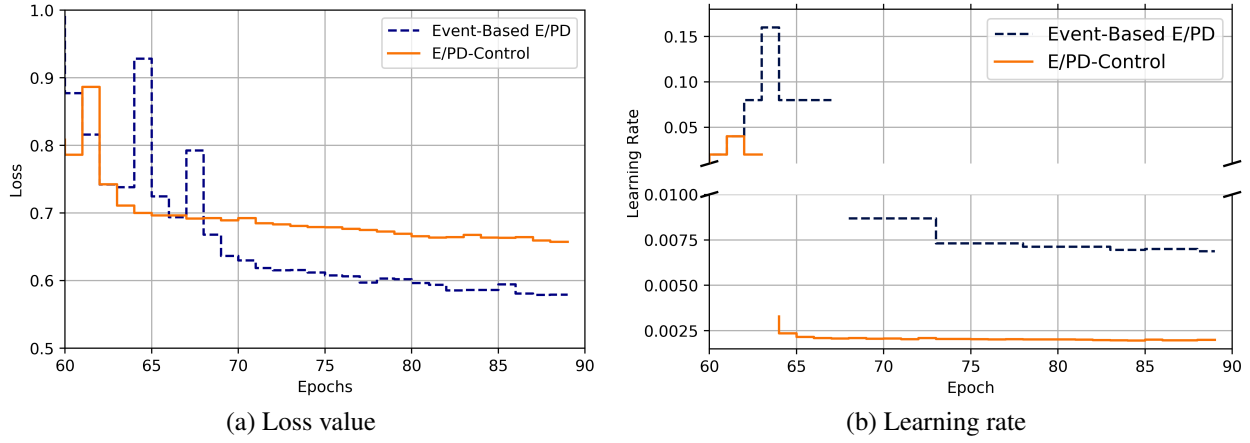 1.0
0.9
0.8
0.7
0.6
0.5
Loss
60
65
70
75
80
85
90
Epochs
Event-Based E/PD
E/PD-Control
(a) Loss value
0.15
0.10
0.05
0.0100
0.0075
0.0050
0.0025
Learning Rate
60
65
70
75
80
85
90
Epoch
Event-Based E/PD
E/PD-Control
(b) Learning rate